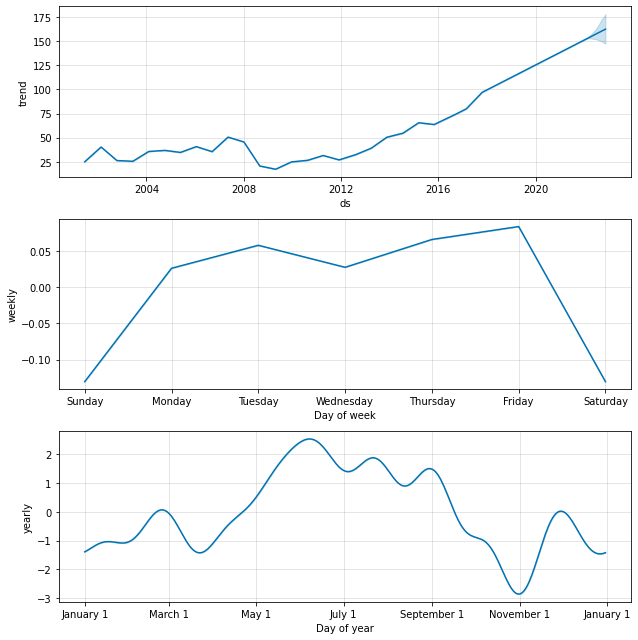 175
150
125
100
75
50
25
trend
2004 2008 2012 2016 2020
ds
0.05
0.00
−0.05
−0.10
weekly
Sunday Monday Tuesday Wednesday Thursday Friday Saturday
Day of week
2
1
0
−1
−2
−3
yearly
January 1 March 1 May 1 July 1 September 1 November 1 January 1
Day of year